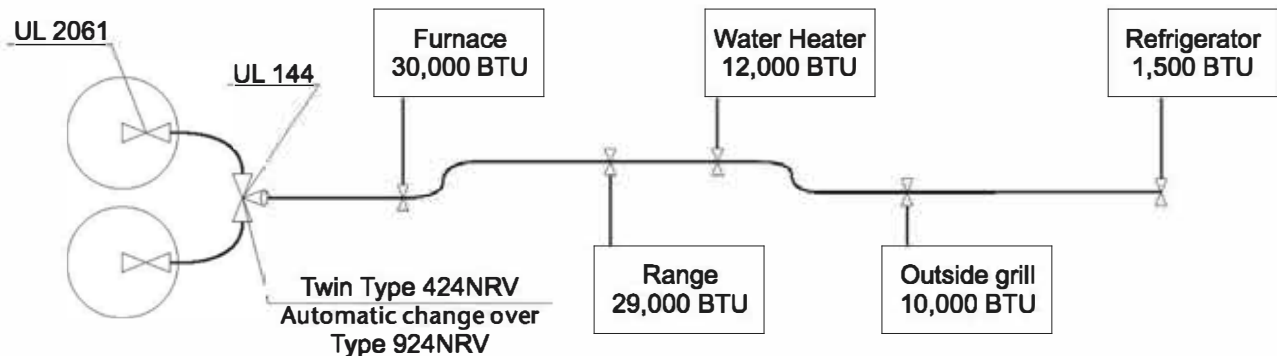 UL 2061
UL 144
Furnace
30,000 BTU
Water Heater
12,000 BTU
Refrigerator
1,500 BTU
Twin Type 424NRV
Automatic change over
Type 924NRV
Range
29,000 BTU
Outside grill
10,000 BTU